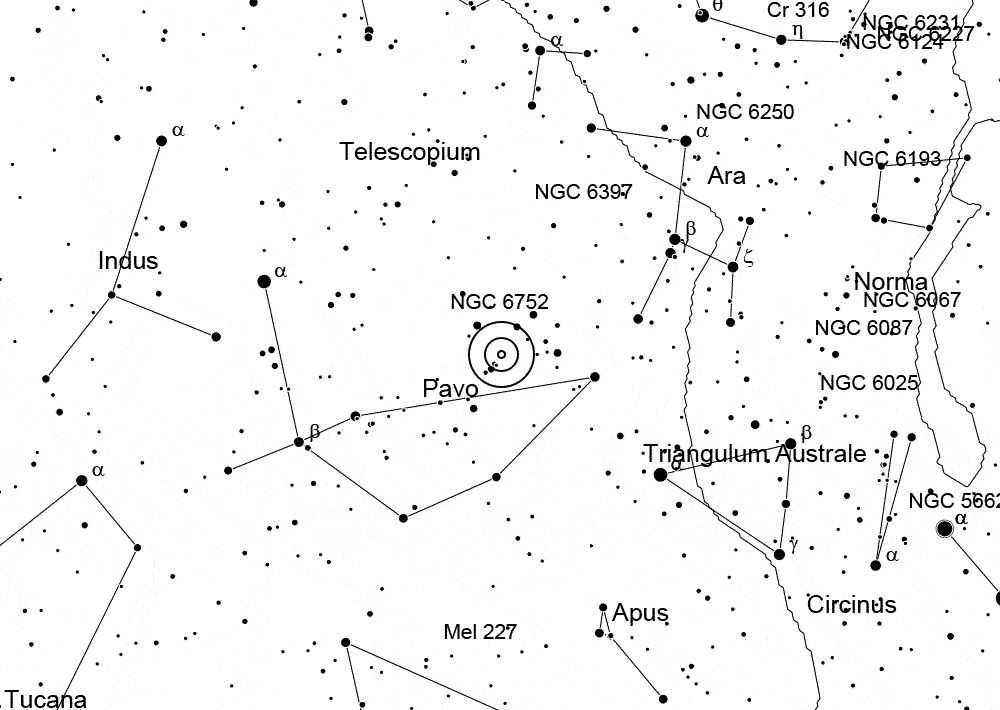 θ
Cr 316
η
NGC 6231
NGC 6227
NGC 6124
α
NGC 6250
α
α
Telescopium
NGC 6193
Ara
NGC 6397
β
γ
ζ
Indus
α
Norma
NGC 6067
NGC 6752
NGC 6087
Pavo
NGC 6025
β
β
Triangulum Australe
α
α
NGC 5662
α
γ
α
Circinus
Apus
Mel 227
Tucana